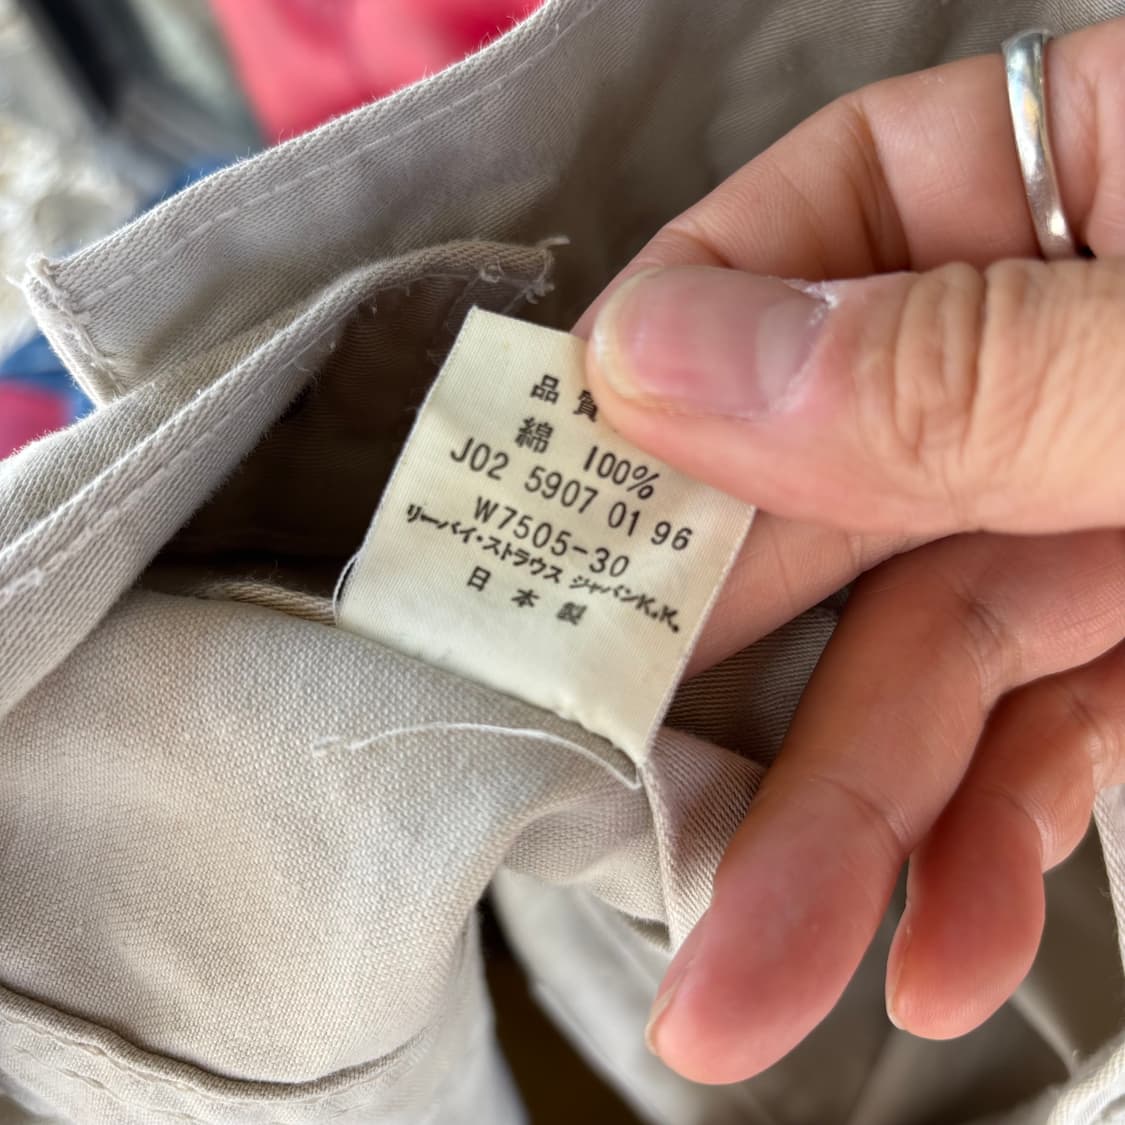 品質
綿 100%
J02 5907 01 96
W7505-30
リーバイ・ストラウス ジャパンK.K.
日本製